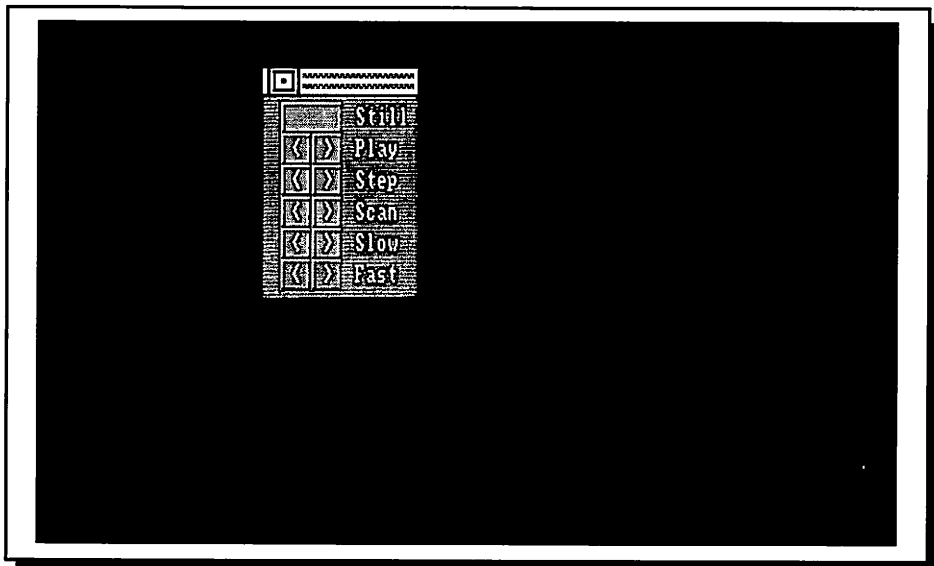 Still
< > Play
< > Step
< > Scan
< > Slow
< > Fast